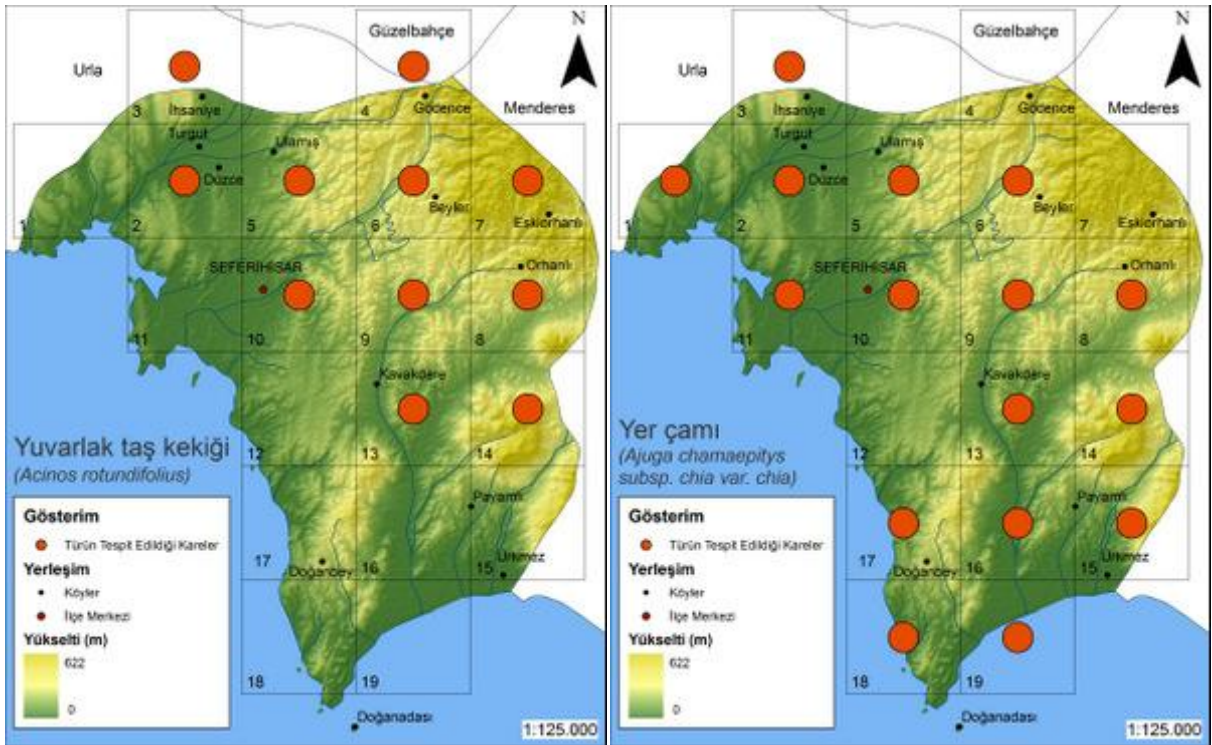 Güzelbahçe
N
Urla
Menderes
3
4
İhsaniye
Gödence
Turgut
Ulamış
Düzce
Beyler
Eskiorhanlı
1
2
5
6
7
SEFERİHİSAR
Orhanlı
11
10
9
8
Kavakdere
Yuvarlak taş kekiği
(Acinos rotundifolius)
12
13
14
Payamlı
Gösterim
Türün Tespit Edildiği Kareler
Yerleşim
Köyler
İlçe Merkezi
Yükselti (m)
622
0
Doğanbey
Ürkmez
17
16
15
18
19
Doğanadası
1:125.000
Güzelbahçe
N
Urla
Menderes
3
4
İhsaniye
Gödence
Turgut
Ulamış
Düzce
Beyler
Eskiorhanlı
1
2
5
6
7
SEFERİHİSAR
Orhanlı
11
10
9
8
Kavakdere
Yer çamı
(Ajuga chamaepitys
subsp. chia var. chia)
12
13
14
Payamlı
Gösterim
Türün Tespit Edildiği Kareler
Yerleşim
Köyler
İlçe Merkezi
Yükselti (m)
622
0
Doğanbey
Ürkmez
17
16
15
18
19
Doğanadası
1:125.000